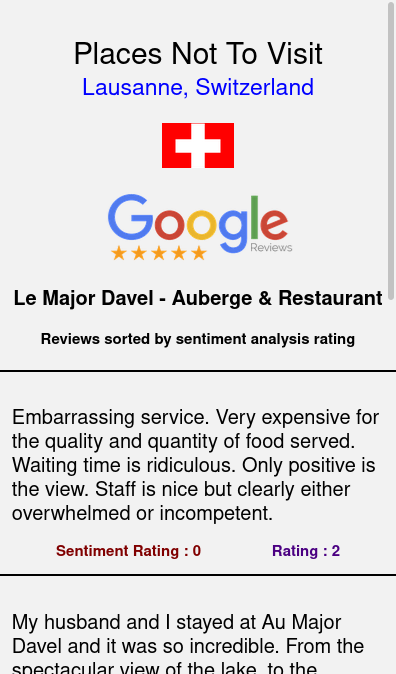 Places Not To Visit
Lausanne, Switzerland
Google
Reviews
Le Major Davel - Auberge & Restaurant
Reviews sorted by sentiment analysis rating
Embarrassing service. Very expensive for
the quality and quantity of food served.
Waiting time is ridiculous. Only positive is
the view. Staff is nice but clearly either
overwhelmed or incompetent.
Sentiment Rating : 0 Rating : 2
My husband and I stayed at Au Major
Davel and it was so incredible. From the
spectacular view of the lake, to the